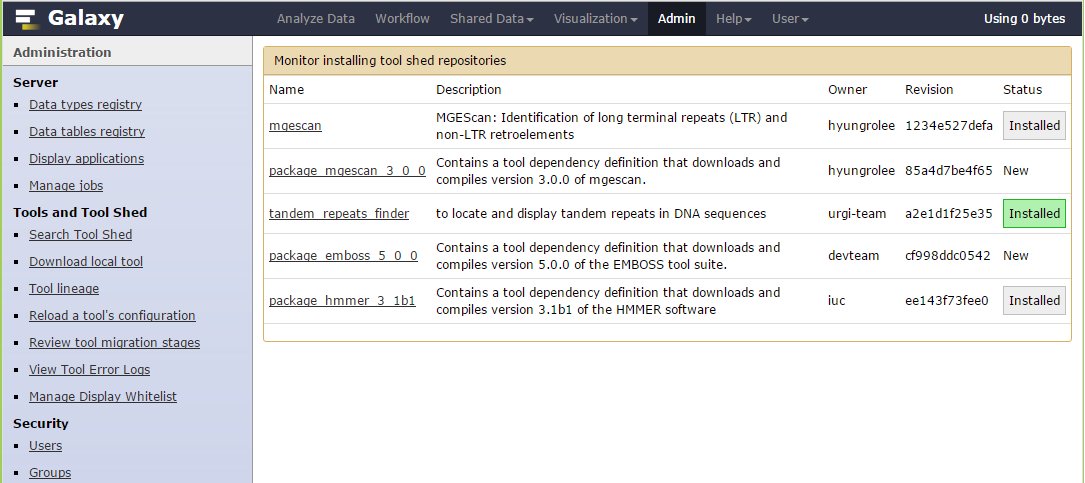 Galaxy
Analyze Data Workflow Shared Data Visualization Admin Help User Using 0 bytes
Administration
Server
Data types registry
Data tables registry
Display applications
Manage jobs
Tools and Tool Shed
Search Tool Shed
Download local tool
Tool lineage
Reload a tool's configuration
Review tool migration stages
View Tool Error Logs
Manage Display Whitelist
Security
Users
Groups
Monitor installing tool shed repositories
Name Description Owner Revision Status
mgescan MGEScan: Identification of long terminal repeats (LTR) and
non-LTR retroelements hyungrolee 1234e527defa Installed
package_mgescan_3_0_0 Contains a tool dependency definition that downloads and
compiles version 3.0.0 of mgescan. hyungrolee 85a4d7be4f65 New
tandem_repeats_finder to locate and display tandem repeats in DNA sequences urgi-team a2e1d1f25e35 Installed
package_emboss_5_0_0 Contains a tool dependency definition that downloads and
compiles version 5.0.0 of the EMBOSS tool suite. devteam cf998ddc0542 New
package_hmmer_3_1b1 Contains a tool dependency definition that downloads and
compiles version 3.1b1 of the HMMER software iuc ee143f73fee0 Installed